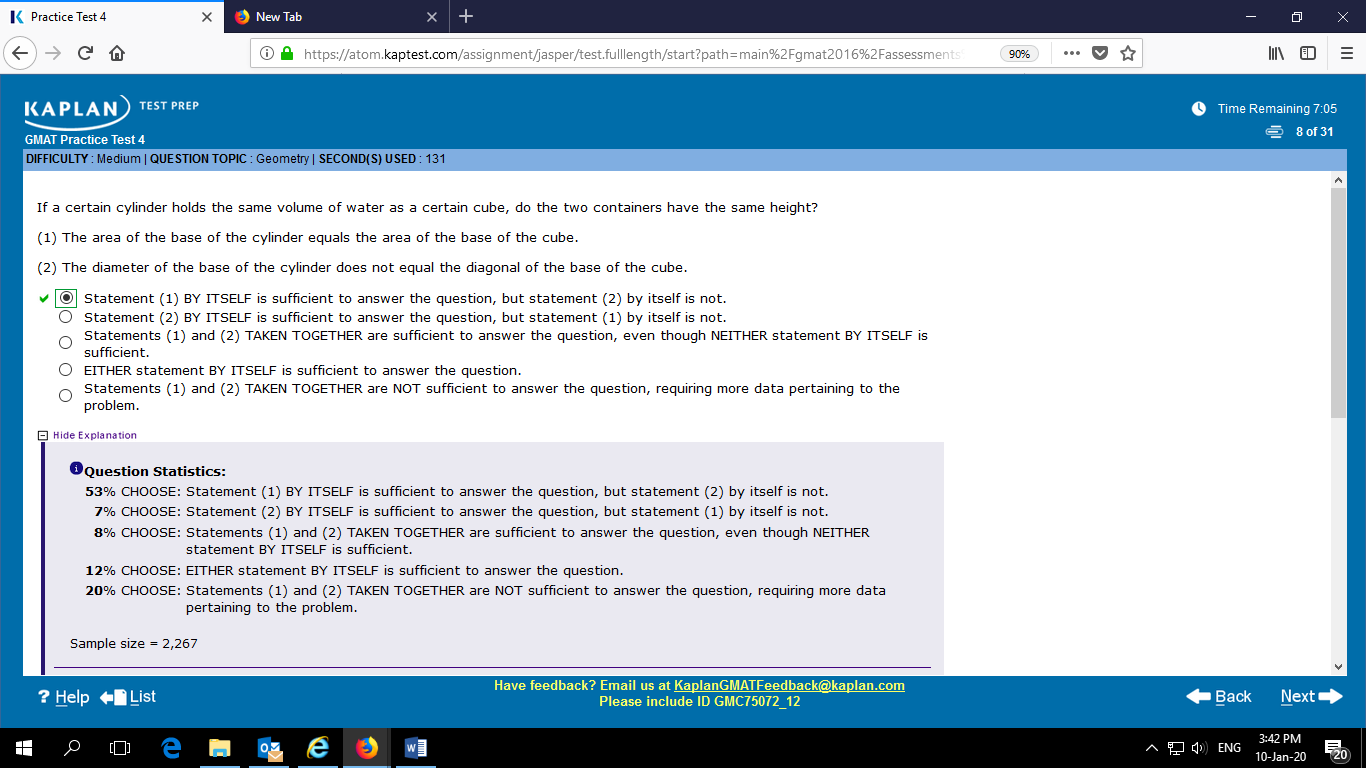 Practice Test 4
New Tab
https://atom.kaptest.com/assignment/jasper/test.fulllength/start?path=main%2Fgmat2016%2Fassessments
90%
KAPLAN TEST PREP
Time Remaining 7:05
GMAT Practice Test 4
8 of 31
DIFFICULTY : Medium | QUESTION TOPIC : Geometry | SECOND(S) USED : 131
If a certain cylinder holds the same volume of water as a certain cube, do the two containers have the same height?
(1) The area of the base of the cylinder equals the area of the base of the cube.
(2) The diameter of the base of the cylinder does not equal the diagonal of the base of the cube.
Statement (1) BY ITSELF is sufficient to answer the question, but statement (2) by itself is not.
Statement (2) BY ITSELF is sufficient to answer the question, but statement (1) by itself is not.
Statements (1) and (2) TAKEN TOGETHER are sufficient to answer the question, even though NEITHER statement BY ITSELF is
sufficient.
EITHER statement BY ITSELF is sufficient to answer the question.
Statements (1) and (2) TAKEN TOGETHER are NOT sufficient to answer the question, requiring more data pertaining to the
problem.
Hide Explanation
Question Statistics:
53% CHOOSE: Statement (1) BY ITSELF is sufficient to answer the question, but statement (2) by itself is not.
7% CHOOSE: Statement (2) BY ITSELF is sufficient to answer the question, but statement (1) by itself is not.
8% CHOOSE: Statements (1) and (2) TAKEN TOGETHER are sufficient to answer the question, even though NEITHER
statement BY ITSELF is sufficient.
12% CHOOSE: EITHER statement BY ITSELF is sufficient to answer the question.
20% CHOOSE: Statements (1) and (2) TAKEN TOGETHER are NOT sufficient to answer the question, requiring more data
pertaining to the problem.
Sample size = 2,267
Have feedback? Email us at KaplanGMATFeedback@kaplan.com
Please include ID GMC75072_12
? Help List
Back Next
ENG
3:42 PM
10-Jan-20
20